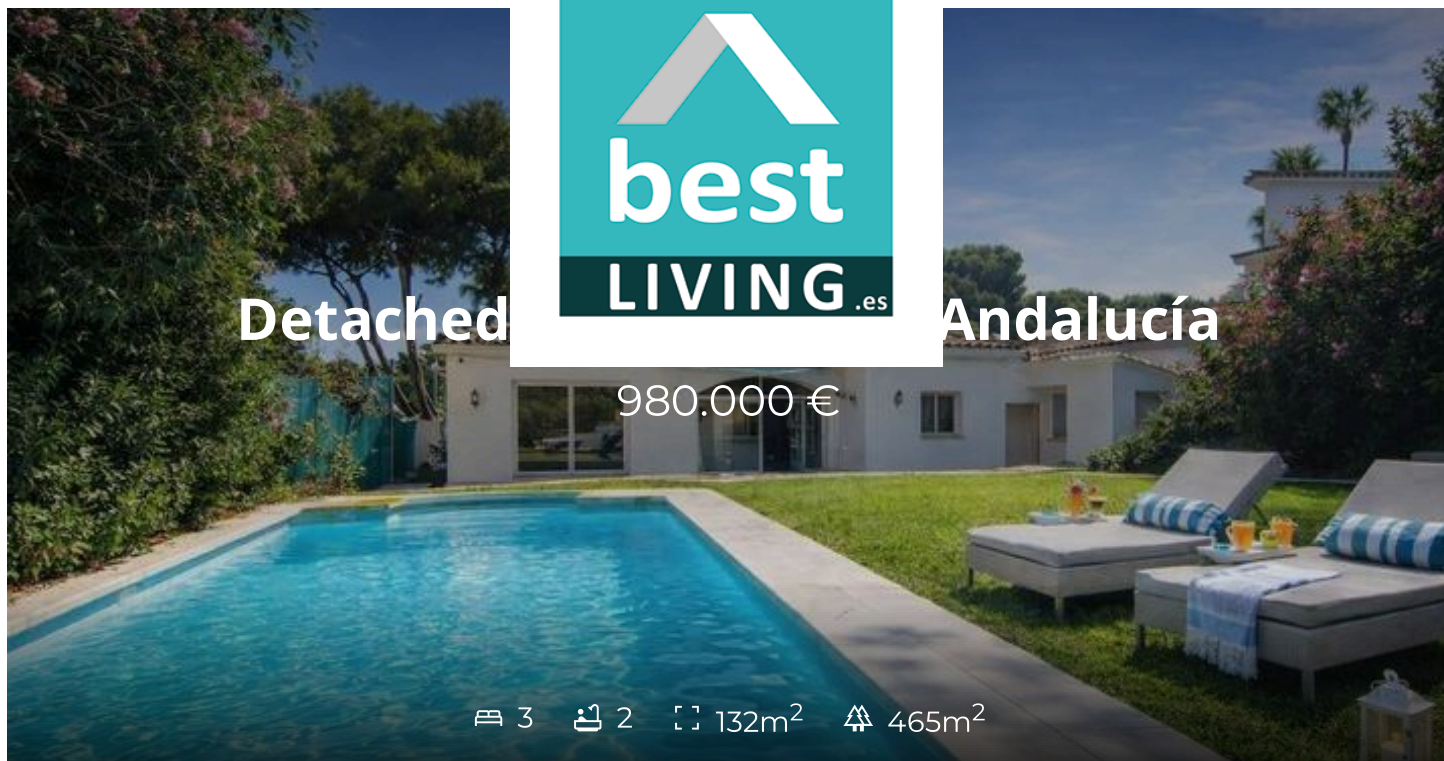 best
LIVING.es
Detached Andalucía
980.000 €
3 2 132m² 465m²